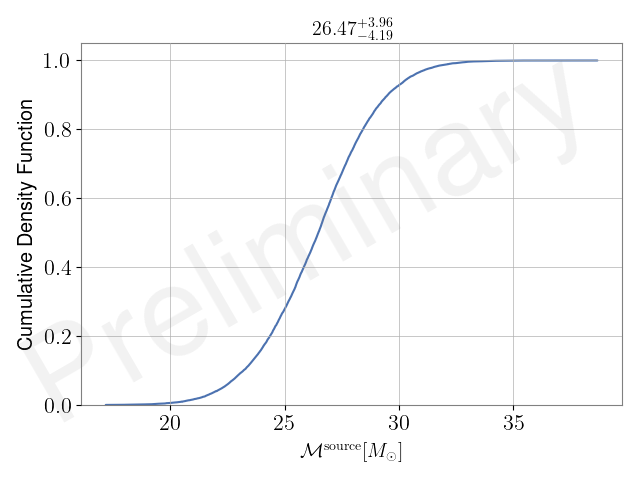 26.47^{+3.96}_{-4.19}
1.0
0.8
0.6
0.4
0.2
0.0
Cumulative Density Function
Preliminary
20 25 30 35
ℳ^{source}[M_☉]